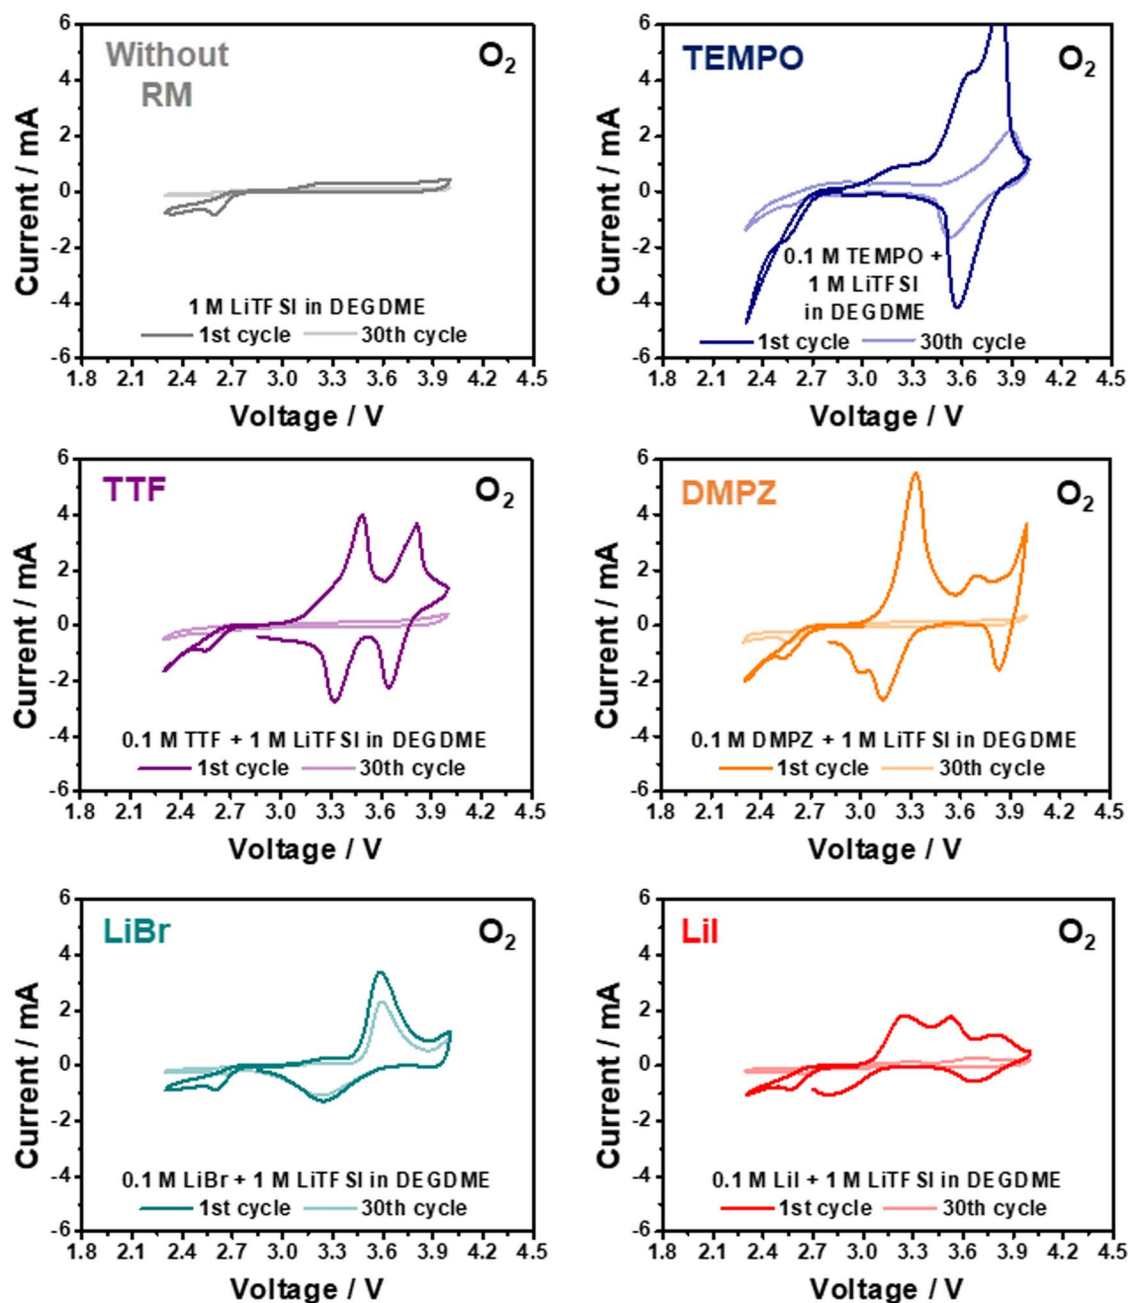 Without
RM
O2
Current / mA
6
4
2
0
-2
-4
-6
1 M LiTFSI in DEGDME
1st cycle 30th cycle
1.8 2.1 2.4 2.7 3.0 3.3 3.6 3.9 4.2 4.5
Voltage / V
TEMPO
O2
Current / mA
6
4
2
0
-2
-4
-6
0.1 M TEMPO +
1 M LiTFSI
in DEGDME
1st cycle 30th cycle
1.8 2.1 2.4 2.7 3.0 3.3 3.6 3.9 4.2 4.5
Voltage / V
TTF
O2
Current / mA
6
4
2
0
-2
-4
-6
0.1 M TTF + 1 M LiTFSI in DEGDME
1st cycle 30th cycle
1.8 2.1 2.4 2.7 3.0 3.3 3.6 3.9 4.2 4.5
Voltage / V
DMPZ
O2
Current / mA
6
4
2
0
-2
-4
-6
0.1 M DMPZ + 1 M LiTFSI in DEGDME
1st cycle 30th cycle
1.8 2.1 2.4 2.7 3.0 3.3 3.6 3.9 4.2 4.5
Voltage / V
LiBr
O2
Current / mA
6
4
2
0
-2
-4
-6
0.1 M LiBr + 1 M LiTFSI in DEGDME
1st cycle 30th cycle
1.8 2.1 2.4 2.7 3.0 3.3 3.6 3.9 4.2 4.5
Voltage / V
LiI
O2
Current / mA
6
4
2
0
-2
-4
-6
0.1 M LiI + 1 M LiTFSI in DEGDME
1st cycle 30th cycle
1.8 2.1 2.4 2.7 3.0 3.3 3.6 3.9 4.2 4.5
Voltage / V